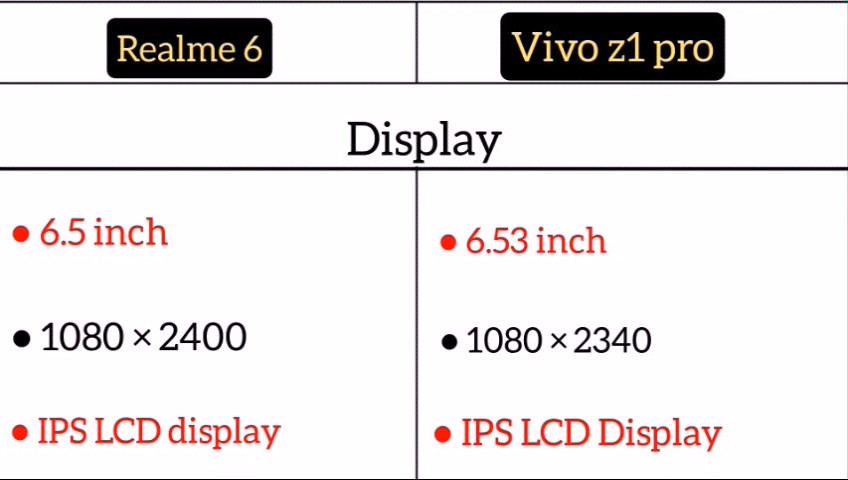 Realme 6
Vivo z1 pro
Display
• 6.5 inch
• 6.53 inch
• 1080 × 2400
• 1080 × 2340
• IPS LCD display
• IPS LCD Display